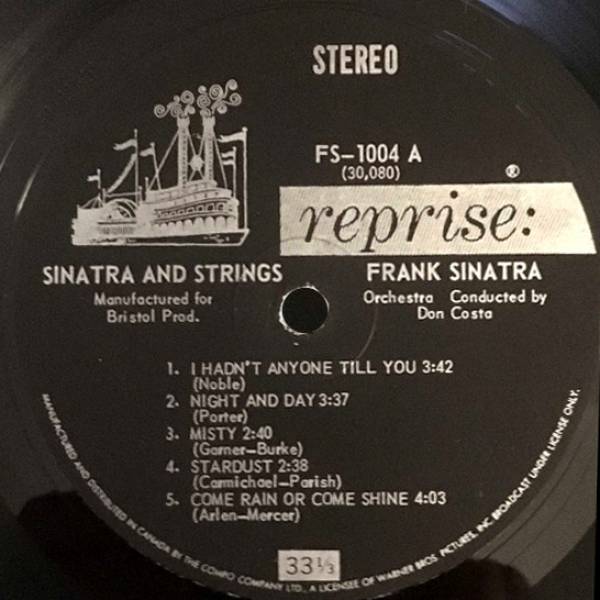 STEREO
FS-1004 A
(30,080)
®
reprise:
SINATRA AND STRINGS
Manufactured for
Bristol Prod.
FRANK SINATRA
Orchestra Conducted by
Don Costa
1. I HADN'T ANYONE TILL YOU 3:42
(Noble)
2. NIGHT AND DAY 3:37
(Porter)
3. MISTY 2:40
(Garner-Burke)
4. STARDUST 2:38
(Carmichael-Parish)
5. COME RAIN OR COME SHINE 4:03
(Arlen-Mercer)
33⅓
MANUFACTURED AND DISTRIBUTED IN CANADA BY THE COMPO COMPANY LTD., A LICENSEE OF WARNER BROS. PICTURES, INC. BROADCAST UNDER LICENSE ONLY.